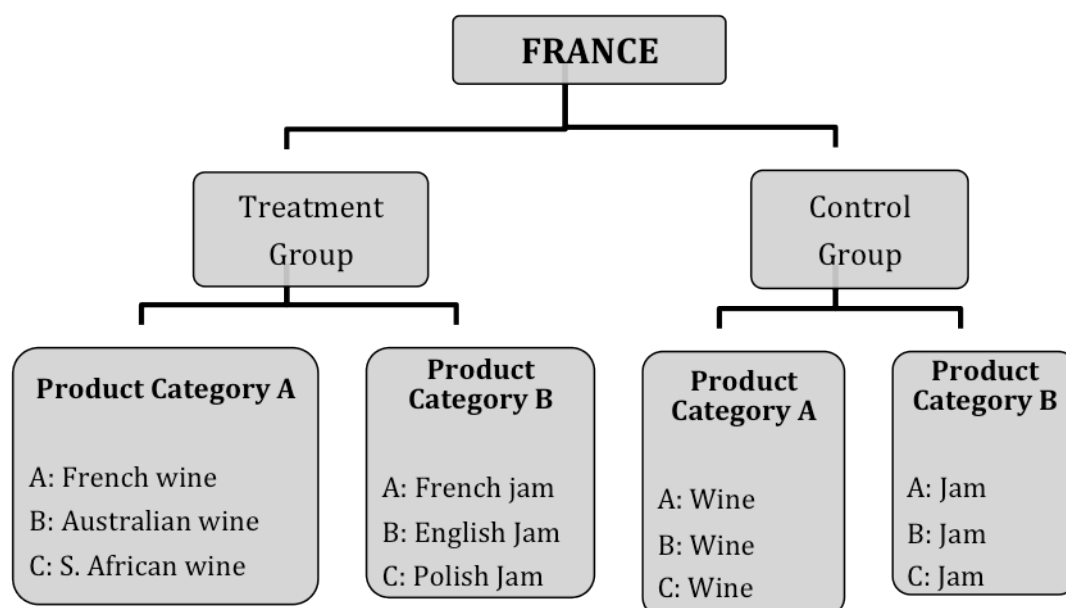 FRANCE
Treatment
Group
Control
Group
Product Category A
A: French wine
B: Australian wine
C: S. African wine
Product
Category B
A: French jam
B: English Jam
C: Polish Jam
Product
Category A
A: Wine
B: Wine
C: Wine
Product
Category B
A: Jam
B: Jam
C: Jam